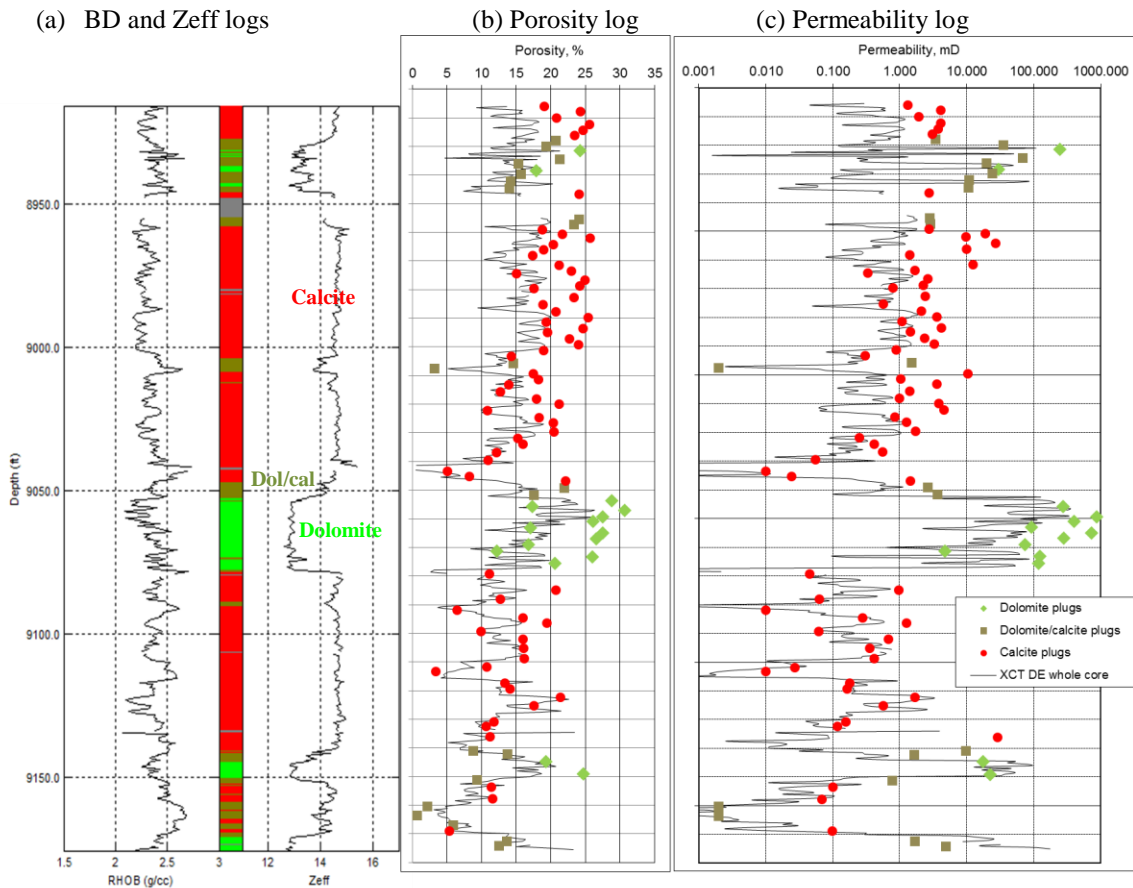 (a) BD and Zeff logs
(b) Porosity log
(c) Permeability log
Porosity, %
0 5 10 15 20 25 30 35
Permeability, mD
0.001 0.010 0.100 1.000 10.000 100.000 1000.000
Depth (ft)
8950.0
9000.0
9050.0
9100.0
9150.0
Calcite
Dol/cal
Dolomite
1.5 2 2.5 3 12 14 16
RHOB (g/cc)
Zeff
Dolomite plugs
Dolomite/calcite plugs
Calcite plugs
XCT DE whole core